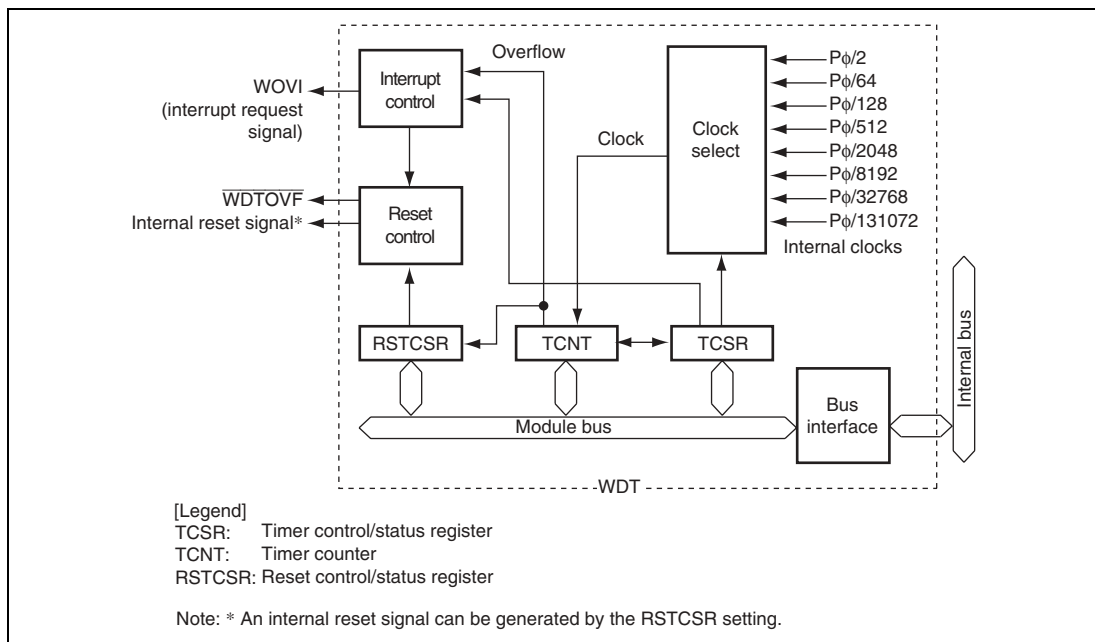 Overflow
Interrupt
control
WOVI
(interrupt request
signal)
Clock
Clock
select
Pϕ/2
Pϕ/64
Pϕ/128
Pϕ/512
Pϕ/2048
Pϕ/8192
Pϕ/32768
Pϕ/131072
Internal clocks
WDTOVF
Internal reset signal*
Reset
control
RSTCSR
TCNT
TCSR
Module bus
Bus
interface
Internal bus
WDT
[Legend]
TCSR: Timer control/status register
TCNT: Timer counter
RSTCSR: Reset control/status register
Note: * An internal reset signal can be generated by the RSTCSR setting.